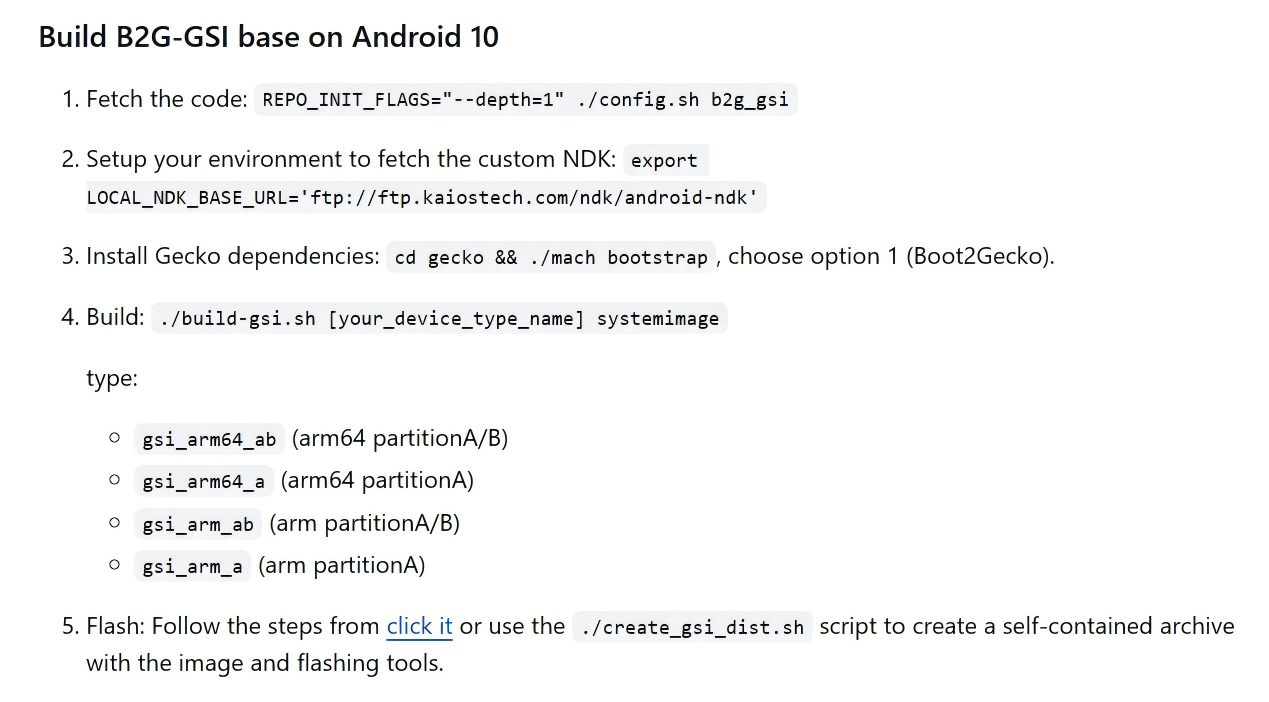 Build B2G-GSI base on Android 10
1. Fetch the code: REPO_INIT_FLAGS="--depth=1" ./config.sh b2g_gsi
2. Setup your environment to fetch the custom NDK: export
LOCAL_NDK_BASE_URL='ftp://ftp.kaiostech.com/ndk/android-ndk'
3. Install Gecko dependencies: cd gecko && ./mach bootstrap, choose option 1 (Boot2Gecko).
4. Build: ./build-gsi.sh [your_device_type_name] systemimage
type:
gsi_arm64_ab (arm64 partitionA/B)
gsi_arm64_a (arm64 partitionA)
gsi_arm_ab (arm partitionA/B)
gsi_arm_a (arm partitionA)
5. Flash: Follow the steps from click it or use the ./create_gsi_dist.sh script to create a self-contained archive
with the image and flashing tools.